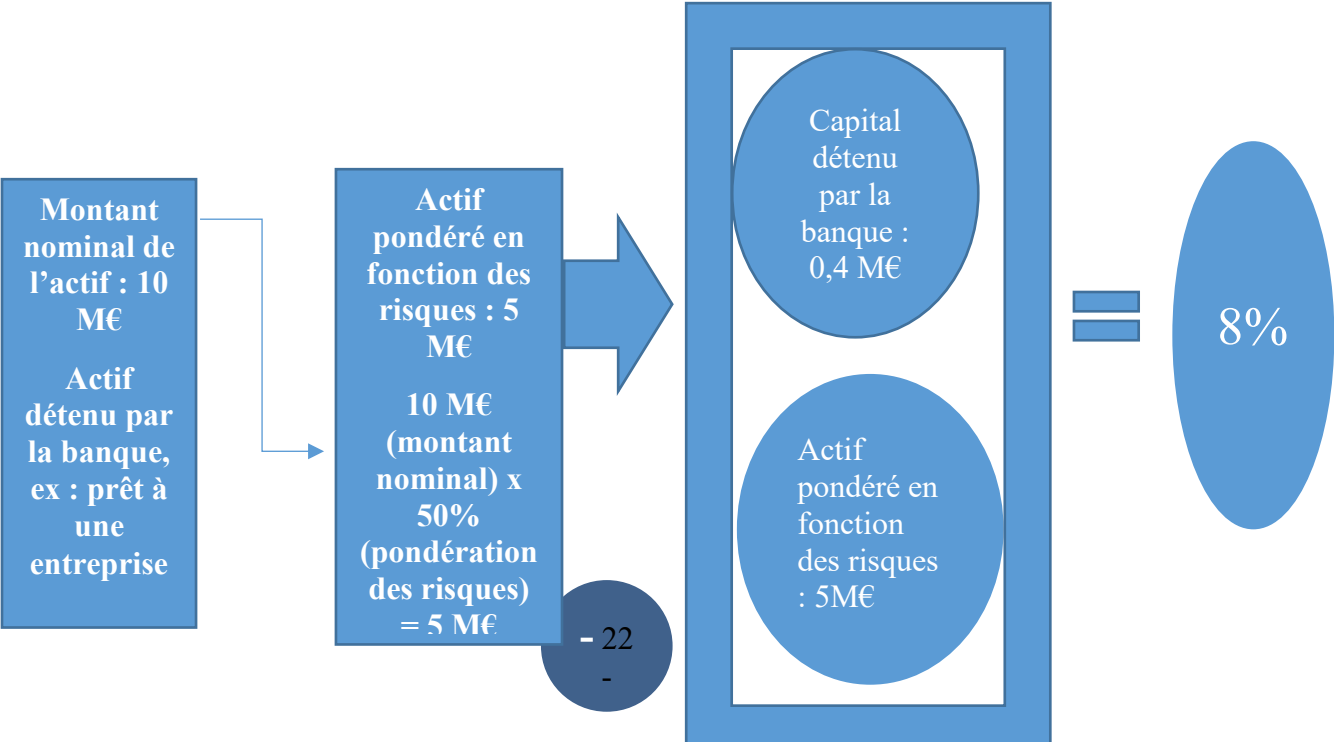 Montant
nominal de
l’actif : 10
M€
Actif
détenu par
la banque,
ex : prêt à
une
entreprise
Actif
pondéré en
fonction des
risques : 5
M€
10 M€
(montant
nominal) x
50%
(pondération
des risques)
= 5 M€
- 22
-
Capital
détenu
par la
banque :
0,4 M€
Actif
pondéré en
fonction
des risques
: 5M€
8%